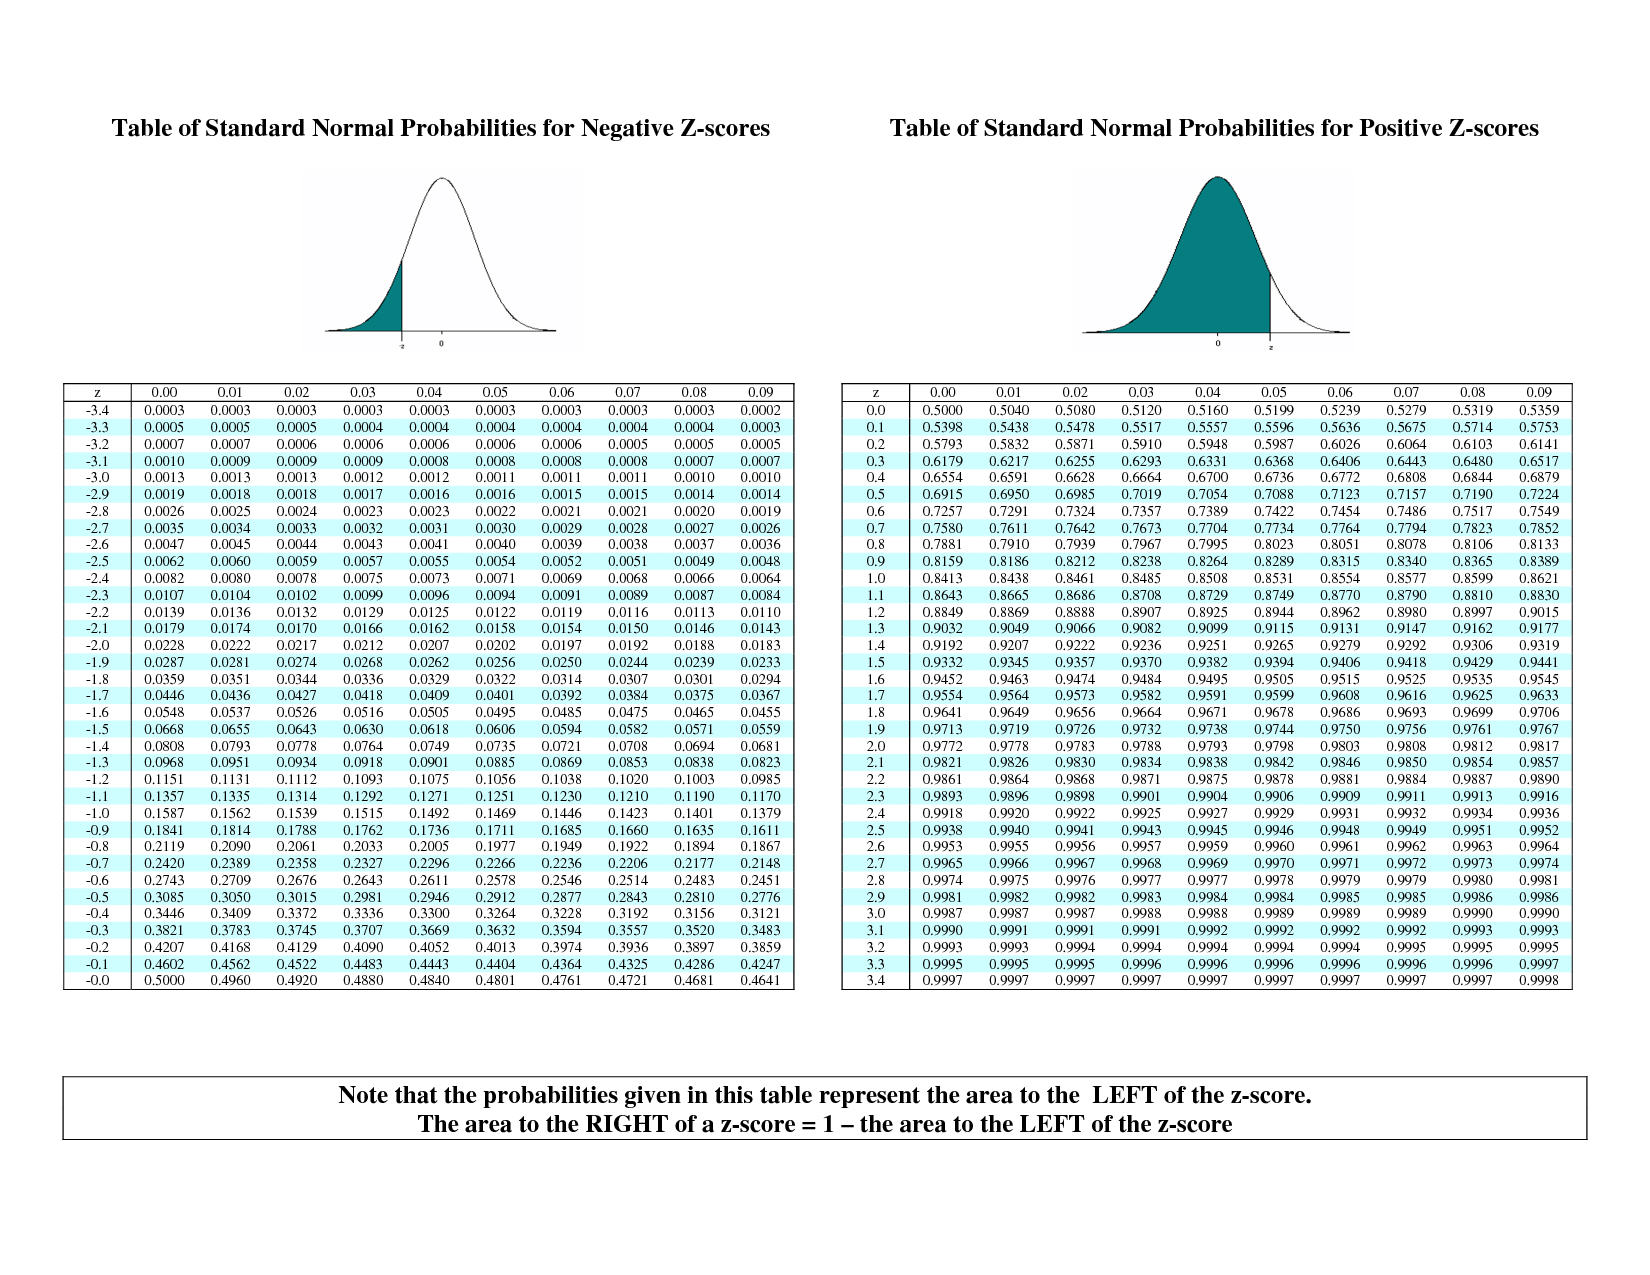 Table of Standard Normal Probabilities for Negative Z-scores
-z
0
z 0.00 0.01 0.02 0.03 0.04 0.05 0.06 0.07 0.08 0.09
-3.4 0.0003 0.0003 0.0003 0.0003 0.0003 0.0003 0.0003 0.0003 0.0003 0.0002
-3.3 0.0005 0.0005 0.0005 0.0004 0.0004 0.0004 0.0004 0.0004 0.0004 0.0003
-3.2 0.0007 0.0007 0.0006 0.0006 0.0006 0.0006 0.0006 0.0005 0.0005 0.0005
-3.1 0.0010 0.0009 0.0009 0.0009 0.0008 0.0008 0.0008 0.0008 0.0007 0.0007
-3.0 0.0013 0.0013 0.0013 0.0012 0.0012 0.0011 0.0011 0.0011 0.0010 0.0010
-2.9 0.0019 0.0018 0.0018 0.0017 0.0016 0.0016 0.0015 0.0015 0.0014 0.0014
-2.8 0.0026 0.0025 0.0024 0.0023 0.0023 0.0022 0.0021 0.0021 0.0020 0.0019
-2.7 0.0035 0.0034 0.0033 0.0032 0.0031 0.0030 0.0029 0.0028 0.0027 0.0026
-2.6 0.0047 0.0045 0.0044 0.0043 0.0041 0.0040 0.0039 0.0038 0.0037 0.0036
-2.5 0.0062 0.0060 0.0059 0.0057 0.0055 0.0054 0.0052 0.0051 0.0049 0.0048
-2.4 0.0082 0.0080 0.0078 0.0075 0.0073 0.0071 0.0069 0.0068 0.0066 0.0064
-2.3 0.0107 0.0104 0.0102 0.0099 0.0096 0.0094 0.0091 0.0089 0.0087 0.0084
-2.2 0.0139 0.0136 0.0132 0.0129 0.0125 0.0122 0.0119 0.0116 0.0113 0.0110
-2.1 0.0179 0.0174 0.0170 0.0166 0.0162 0.0158 0.0154 0.0150 0.0146 0.0143
-2.0 0.0228 0.0222 0.0217 0.0212 0.0207 0.0202 0.0197 0.0192 0.0188 0.0183
-1.9 0.0287 0.0281 0.0274 0.0268 0.0262 0.0256 0.0250 0.0244 0.0239 0.0233
-1.8 0.0359 0.0351 0.0344 0.0336 0.0329 0.0322 0.0314 0.0307 0.0301 0.0294
-1.7 0.0446 0.0436 0.0427 0.0418 0.0409 0.0401 0.0392 0.0384 0.0375 0.0367
-1.6 0.0548 0.0537 0.0526 0.0516 0.0505 0.0495 0.0485 0.0475 0.0465 0.0455
-1.5 0.0668 0.0655 0.0643 0.0630 0.0618 0.0606 0.0594 0.0582 0.0571 0.0559
-1.4 0.0808 0.0793 0.0778 0.0764 0.0749 0.0735 0.0721 0.0708 0.0694 0.0681
-1.3 0.0968 0.0951 0.0934 0.0918 0.0901 0.0885 0.0869 0.0853 0.0838 0.0823
-1.2 0.1151 0.1131 0.1112 0.1093 0.1075 0.1056 0.1038 0.1020 0.1003 0.0985
-1.1 0.1357 0.1335 0.1314 0.1292 0.1271 0.1251 0.1230 0.1210 0.1190 0.1170
-1.0 0.1587 0.1562 0.1539 0.1515 0.1492 0.1469 0.1446 0.1423 0.1401 0.1379
-0.9 0.1841 0.1814 0.1788 0.1762 0.1736 0.1711 0.1685 0.1660 0.1635 0.1611
-0.8 0.2119 0.2090 0.2061 0.2033 0.2005 0.1977 0.1949 0.1922 0.1894 0.1867
-0.7 0.2420 0.2389 0.2358 0.2327 0.2296 0.2266 0.2236 0.2206 0.2177 0.2148
-0.6 0.2743 0.2709 0.2676 0.2643 0.2611 0.2578 0.2546 0.2514 0.2483 0.2451
-0.5 0.3085 0.3050 0.3015 0.2981 0.2946 0.2912 0.2877 0.2843 0.2810 0.2776
-0.4 0.3446 0.3409 0.3372 0.3336 0.3300 0.3264 0.3228 0.3192 0.3156 0.3121
-0.3 0.3821 0.3783 0.3745 0.3707 0.3669 0.3632 0.3594 0.3557 0.3520 0.3483
-0.2 0.4207 0.4168 0.4129 0.4090 0.4052 0.4013 0.3974 0.3936 0.3897 0.3859
-0.1 0.4602 0.4562 0.4522 0.4483 0.4443 0.4404 0.4364 0.4325 0.4286 0.4247
-0.0 0.5000 0.4960 0.4920 0.4880 0.4840 0.4801 0.4761 0.4721 0.4681 0.4641
Table of Standard Normal Probabilities for Positive Z-scores
0
z
z 0.00 0.01 0.02 0.03 0.04 0.05 0.06 0.07 0.08 0.09
0.0 0.5000 0.5040 0.5080 0.5120 0.5160 0.5199 0.5239 0.5279 0.5319 0.5359
0.1 0.5398 0.5438 0.5478 0.5517 0.5557 0.5596 0.5636 0.5675 0.5714 0.5753
0.2 0.5793 0.5832 0.5871 0.5910 0.5948 0.5987 0.6026 0.6064 0.6103 0.6141
0.3 0.6179 0.6217 0.6255 0.6293 0.6331 0.6368 0.6406 0.6443 0.6480 0.6517
0.4 0.6554 0.6591 0.6628 0.6664 0.6700 0.6736 0.6772 0.6808 0.6844 0.6879
0.5 0.6915 0.6950 0.6985 0.7019 0.7054 0.7088 0.7123 0.7157 0.7190 0.7224
0.6 0.7257 0.7291 0.7324 0.7357 0.7389 0.7422 0.7454 0.7486 0.7517 0.7549
0.7 0.7580 0.7611 0.7642 0.7673 0.7704 0.7734 0.7764 0.7794 0.7823 0.7852
0.8 0.7881 0.7910 0.7939 0.7967 0.7995 0.8023 0.8051 0.8078 0.8106 0.8133
0.9 0.8159 0.8186 0.8212 0.8238 0.8264 0.8289 0.8315 0.8340 0.8365 0.8389
1.0 0.8413 0.8438 0.8461 0.8485 0.8508 0.8531 0.8554 0.8577 0.8599 0.8621
1.1 0.8643 0.8665 0.8686 0.8708 0.8729 0.8749 0.8770 0.8790 0.8810 0.8830
1.2 0.8849 0.8869 0.8888 0.8907 0.8925 0.8944 0.8962 0.8980 0.8997 0.9015
1.3 0.9032 0.9049 0.9066 0.9082 0.9099 0.9115 0.9131 0.9147 0.9162 0.9177
1.4 0.9192 0.9207 0.9222 0.9236 0.9251 0.9265 0.9279 0.9292 0.9306 0.9319
1.5 0.9332 0.9345 0.9357 0.9370 0.9382 0.9394 0.9406 0.9418 0.9429 0.9441
1.6 0.9452 0.9463 0.9474 0.9484 0.9495 0.9505 0.9515 0.9525 0.9535 0.9545
1.7 0.9554 0.9564 0.9573 0.9582 0.9591 0.9599 0.9608 0.9616 0.9625 0.9633
1.8 0.9641 0.9649 0.9656 0.9664 0.9671 0.9678 0.9686 0.9693 0.9699 0.9706
1.9 0.9713 0.9719 0.9726 0.9732 0.9738 0.9744 0.9750 0.9756 0.9761 0.9767
2.0 0.9772 0.9778 0.9783 0.9788 0.9793 0.9798 0.9803 0.9808 0.9812 0.9817
2.1 0.9821 0.9826 0.9830 0.9834 0.9838 0.9842 0.9846 0.9850 0.9854 0.9857
2.2 0.9861 0.9864 0.9868 0.9871 0.9875 0.9878 0.9881 0.9884 0.9887 0.9890
2.3 0.9893 0.9896 0.9898 0.9901 0.9904 0.9906 0.9909 0.9911 0.9913 0.9916
2.4 0.9918 0.9920 0.9922 0.9925 0.9927 0.9929 0.9931 0.9932 0.9934 0.9936
2.5 0.9938 0.9940 0.9941 0.9943 0.9945 0.9946 0.9948 0.9949 0.9951 0.9952
2.6 0.9953 0.9955 0.9956 0.9957 0.9959 0.9960 0.9961 0.9962 0.9963 0.9964
2.7 0.9965 0.9966 0.9967 0.9968 0.9969 0.9970 0.9971 0.9972 0.9973 0.9974
2.8 0.9974 0.9975 0.9976 0.9977 0.9977 0.9978 0.9979 0.9979 0.9980 0.9981
2.9 0.9981 0.9982 0.9982 0.9983 0.9984 0.9984 0.9985 0.9985 0.9986 0.9986
3.0 0.9987 0.9987 0.9987 0.9988 0.9988 0.9989 0.9989 0.9989 0.9990 0.9990
3.1 0.9990 0.9991 0.9991 0.9991 0.9992 0.9992 0.9992 0.9992 0.9993 0.9993
3.2 0.9993 0.9993 0.9994 0.9994 0.9994 0.9994 0.9994 0.9995 0.9995 0.9995
3.3 0.9995 0.9995 0.9995 0.9996 0.9996 0.9996 0.9996 0.9996 0.9996 0.9997
3.4 0.9997 0.9997 0.9997 0.9997 0.9997 0.9997 0.9997 0.9997 0.9997 0.9998
Note that the probabilities given in this table represent the area to the LEFT of the z-score.
The area to the RIGHT of a z-score = 1 – the area to the LEFT of the z-score